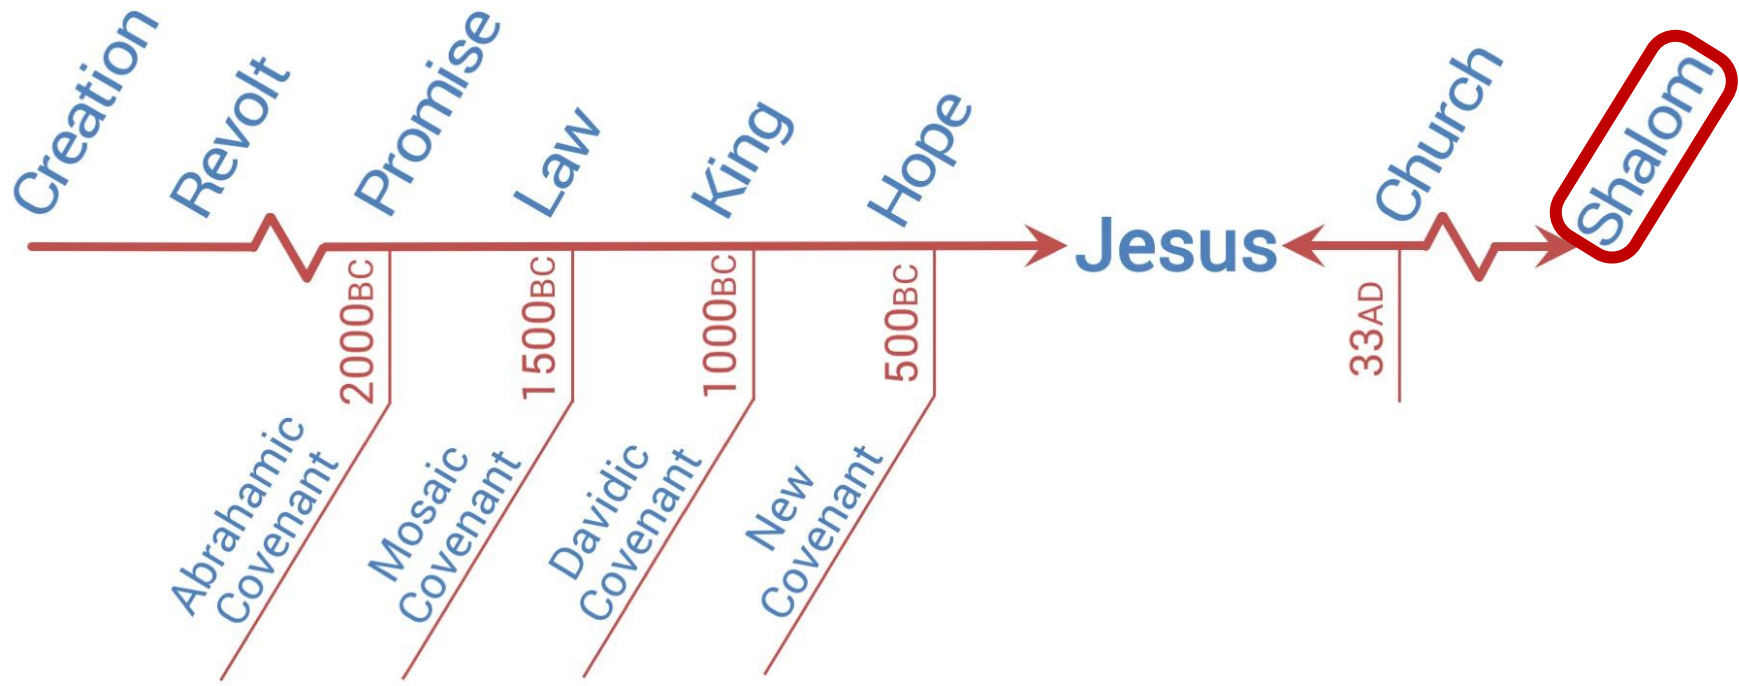 Creation
Revolt
Promise
Law
King
Hope
Jesus
Church
Shalom
2000BC
1500BC
1000BC
500BC
33AD
Abrahamic
Covenant
Mosaic
Covenant
Davidic
Covenant
New
Covenant